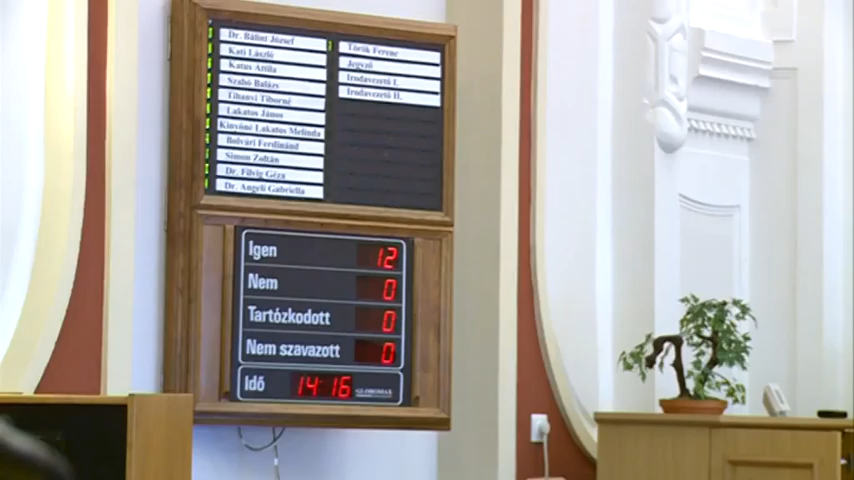 Dr. Bálint József
Kati László
Katus Attila
Szabó Balázs
Tihanyi Tiborné
Lakatos János
Kinyóné Lakatos Melinda
Bolvári Ferdinánd
Simon Zoltán
Dr. Filvig Géza
Dr. Angeli Gabriella
Török Ferenc
Jegyző
Irodavezető I.
Irodavezető II.
Igen 12
Nem 0
Tartózkodott 0
Nem szavazott 0
Idő 14:16 GLOBOMAX